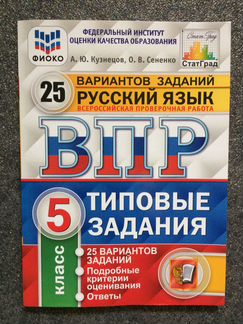 ФЕДЕРАЛЬНЫЙ ИНСТИТУТ
ОЦЕНКИ КАЧЕСТВА ОБРАЗОВАНИЯ
ФИОКО
А. Ю. Кузнецов, О. В. Сененко
СтатГрад
25 ВАРИАНТОВ ЗАДАНИЙ
РУССКИЙ ЯЗЫК
ВСЕРОССИЙСКАЯ ПРОВЕРОЧНАЯ РАБОТА
ВПР
5 класс
ТИПОВЫЕ
ЗАДАНИЯ
25 ВАРИАНТОВ
ЗАДАНИЙ
Подробные
критерии
оценивания
Ответы